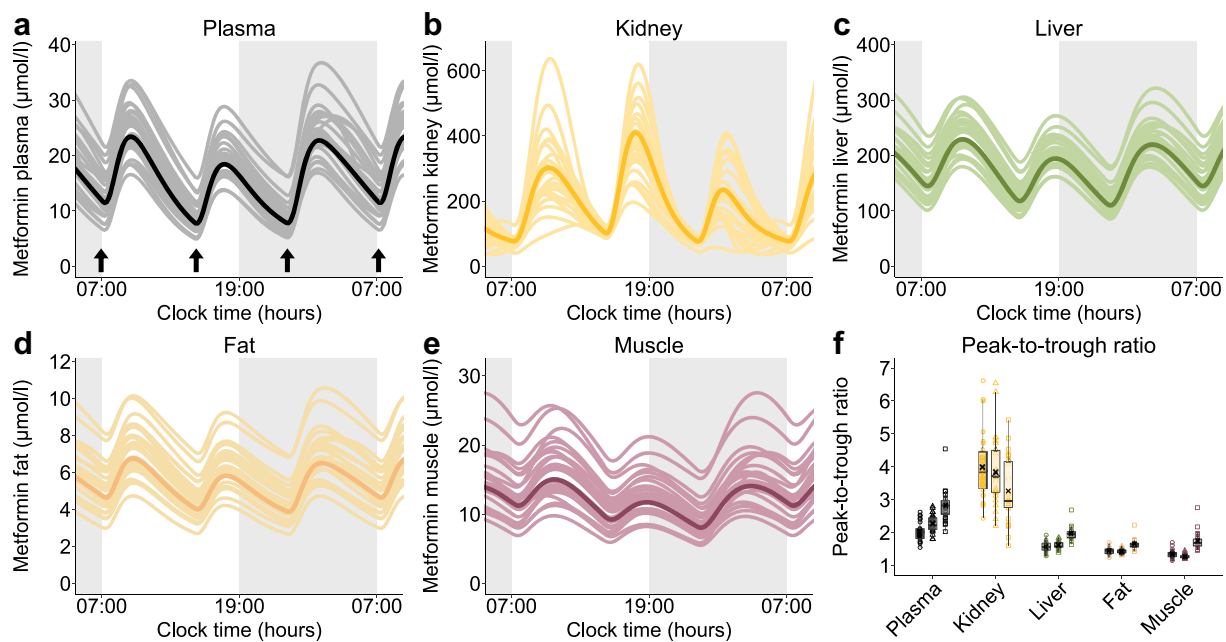 a
Plasma
Metformin plasma (µmol/l)
40
30
20
10
0
07:00
19:00
07:00
Clock time (hours)
b
Kidney
Metformin kidney (µmol/l)
600
400
200
0
07:00
19:00
07:00
Clock time (hours)
c
Liver
Metformin liver (µmol/l)
400
300
200
100
0
07:00
19:00
07:00
Clock time (hours)
d
Fat
Metformin fat (µmol/l)
12
10
8
6
4
2
0
07:00
19:00
07:00
Clock time (hours)
e
Muscle
Metformin muscle (µmol/l)
30
20
10
0
07:00
19:00
07:00
Clock time (hours)
f
Peak-to-trough ratio
Peak-to-trough ratio
7
6
5
4
3
2
1
Plasma
Kidney
Liver
Fat
Muscle